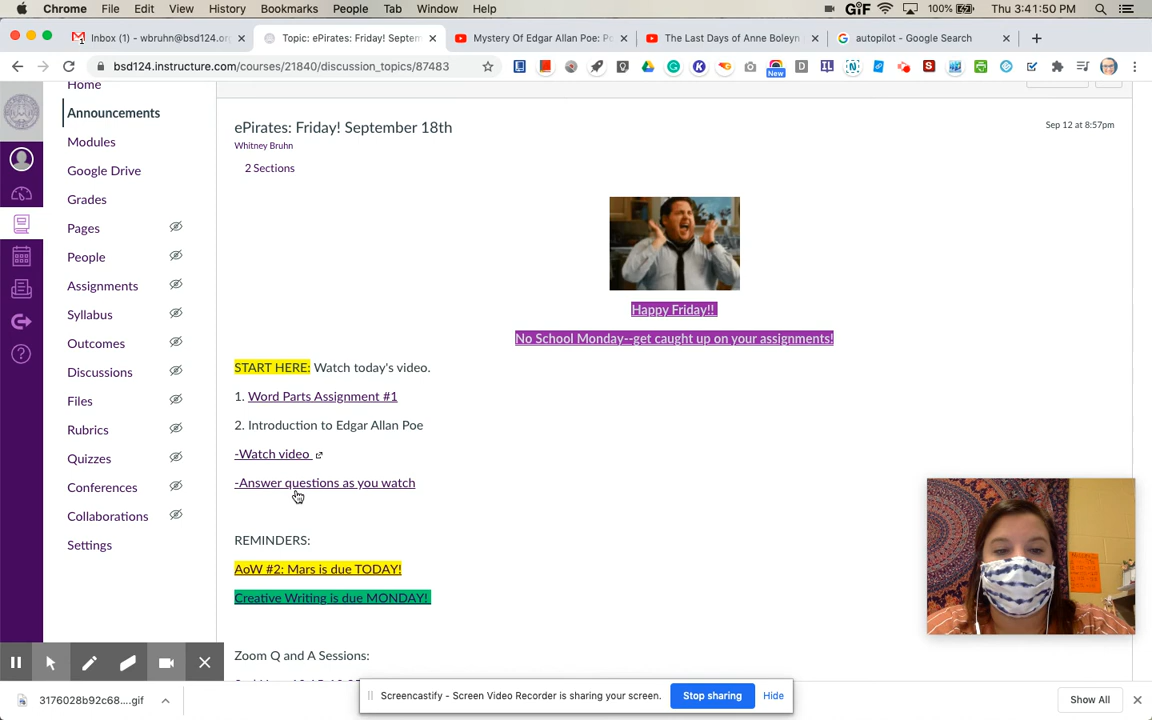 Chrome File Edit View History Bookmarks People Tab Window Help GIF 100% Thu 3:41:50 PM
Inbox (1) - wbruhn@bsd124.or
Topic: ePirates: Friday! Septem
Mystery Of Edgar Allan Poe: Po
The Last Days of Anne Boleyn
autopilot - Google Search
bsd124.instructure.com/courses/21840/discussion_topics/87483
New
Home
Announcements
Modules
Google Drive
Grades
Pages
People
Assignments
Syllabus
Outcomes
Discussions
Files
Rubrics
Quizzes
Conferences
Collaborations
Settings
ePirates: Friday! September 18th
Sep 12 at 8:57pm
Whitney Bruhn
2 Sections
Happy Friday!!
No School Monday--get caught up on your assignments!
START HERE: Watch today's video.
1. Word Parts Assignment #1
2. Introduction to Edgar Allan Poe
-Watch video
-Answer questions as you watch
REMINDERS:
AoW #2: Mars is due TODAY!
Creative Writing is due MONDAY!
Zoom Q and A Sessions:
3176028b92c68....gif
Screencastify - Screen Video Recorder is sharing your screen.
Stop sharing
Hide
Show All